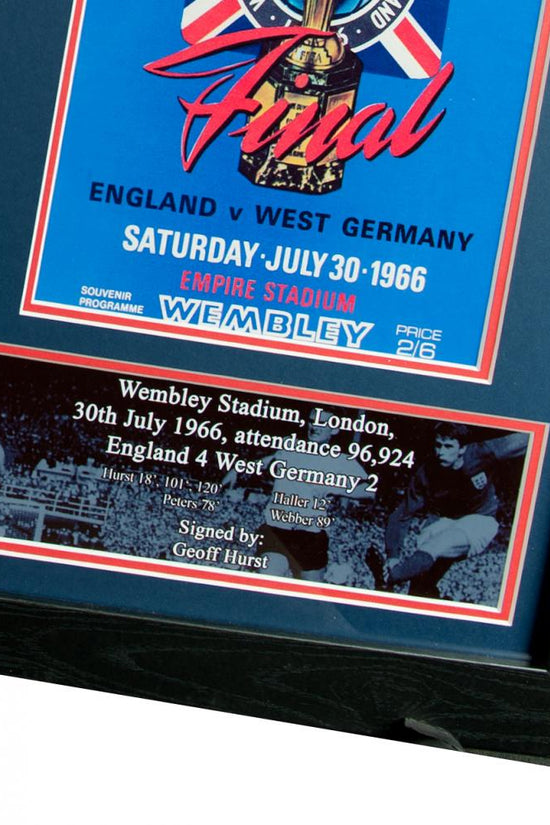 FIFA
Final
ENGLAND v WEST GERMANY
SATURDAY·JULY 30·1966
EMPIRE STADIUM
SOUVENIR
PROGRAMME
WEMBLEY
PRICE
2/6
Wembley Stadium, London,
30th July 1966, attendance 96,924
England 4 West Germany 2
Hurst 18', 101', 120'
Peters 78'
Haller 12'
Webber 89'
Signed by:
Geoff Hurst